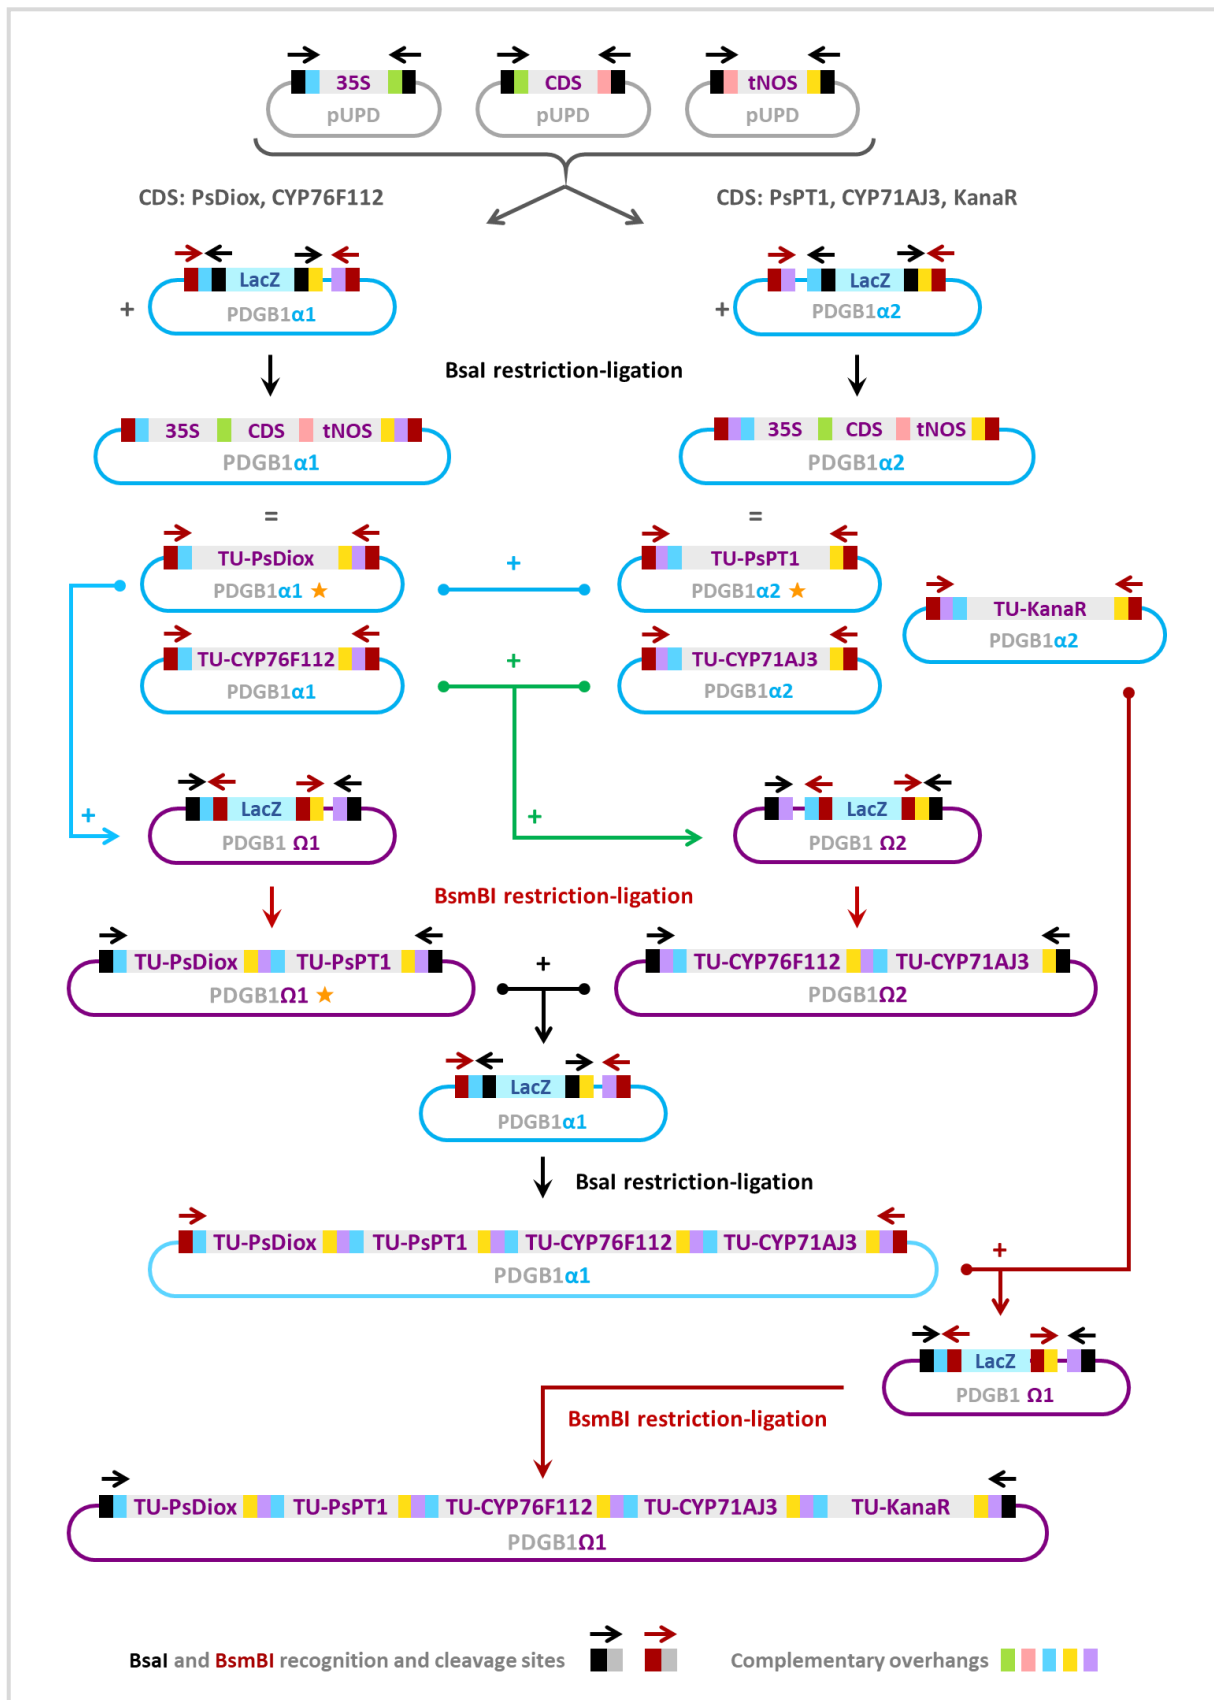 35S CDS tNOS
pUPD pUPD pUPD
CDS: PsDiox, CYP76F112 CDS: PsPT1, CYP71AJ3, KanaR
LacZ LacZ
+ PDGB1α1 + PDGB1α2
BsaI restriction-ligation
35S CDS tNOS 35S CDS tNOS
PDGB1α1 PDGB1α2
= =
TU-PsDiox + TU-PsPT1
PDGB1α1 PDGB1α2
TU-KanaR
PDGB1α2
TU-CYP76F112 + TU-CYP71AJ3
PDGB1α1 PDGB1α2
LacZ LacZ
+ PDGB1 Ω1 + PDGB1 Ω2
BsmBI restriction-ligation
TU-PsDiox TU-PsPT1 + TU-CYP76F112 TU-CYP71AJ3
PDGB1Ω1 PDGB1Ω2
LacZ
PDGB1α1
BsaI restriction-ligation
TU-PsDiox TU-PsPT1 TU-CYP76F112 TU-CYP71AJ3
PDGB1α1
+
LacZ
PDGB1 Ω1
BsmBI restriction-ligation
TU-PsDiox TU-PsPT1 TU-CYP76F112 TU-CYP71AJ3 TU-KanaR
PDGB1Ω1
BsaI and BsmBI recognition and cleavage sites Complementary overhangs